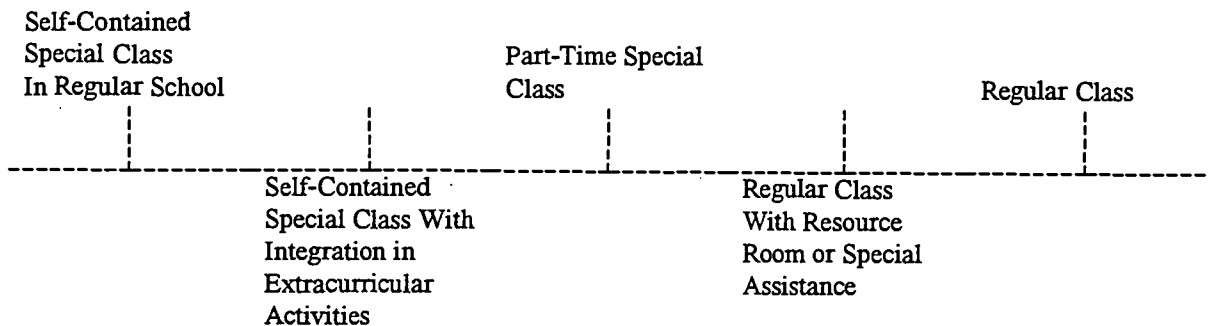 Self-Contained
Special Class
In Regular School
Part-Time Special
Class
Regular Class
Self-Contained
Special Class With
Integration in
Extracurricular
Activities
Regular Class
With Resource
Room or Special
Assistance